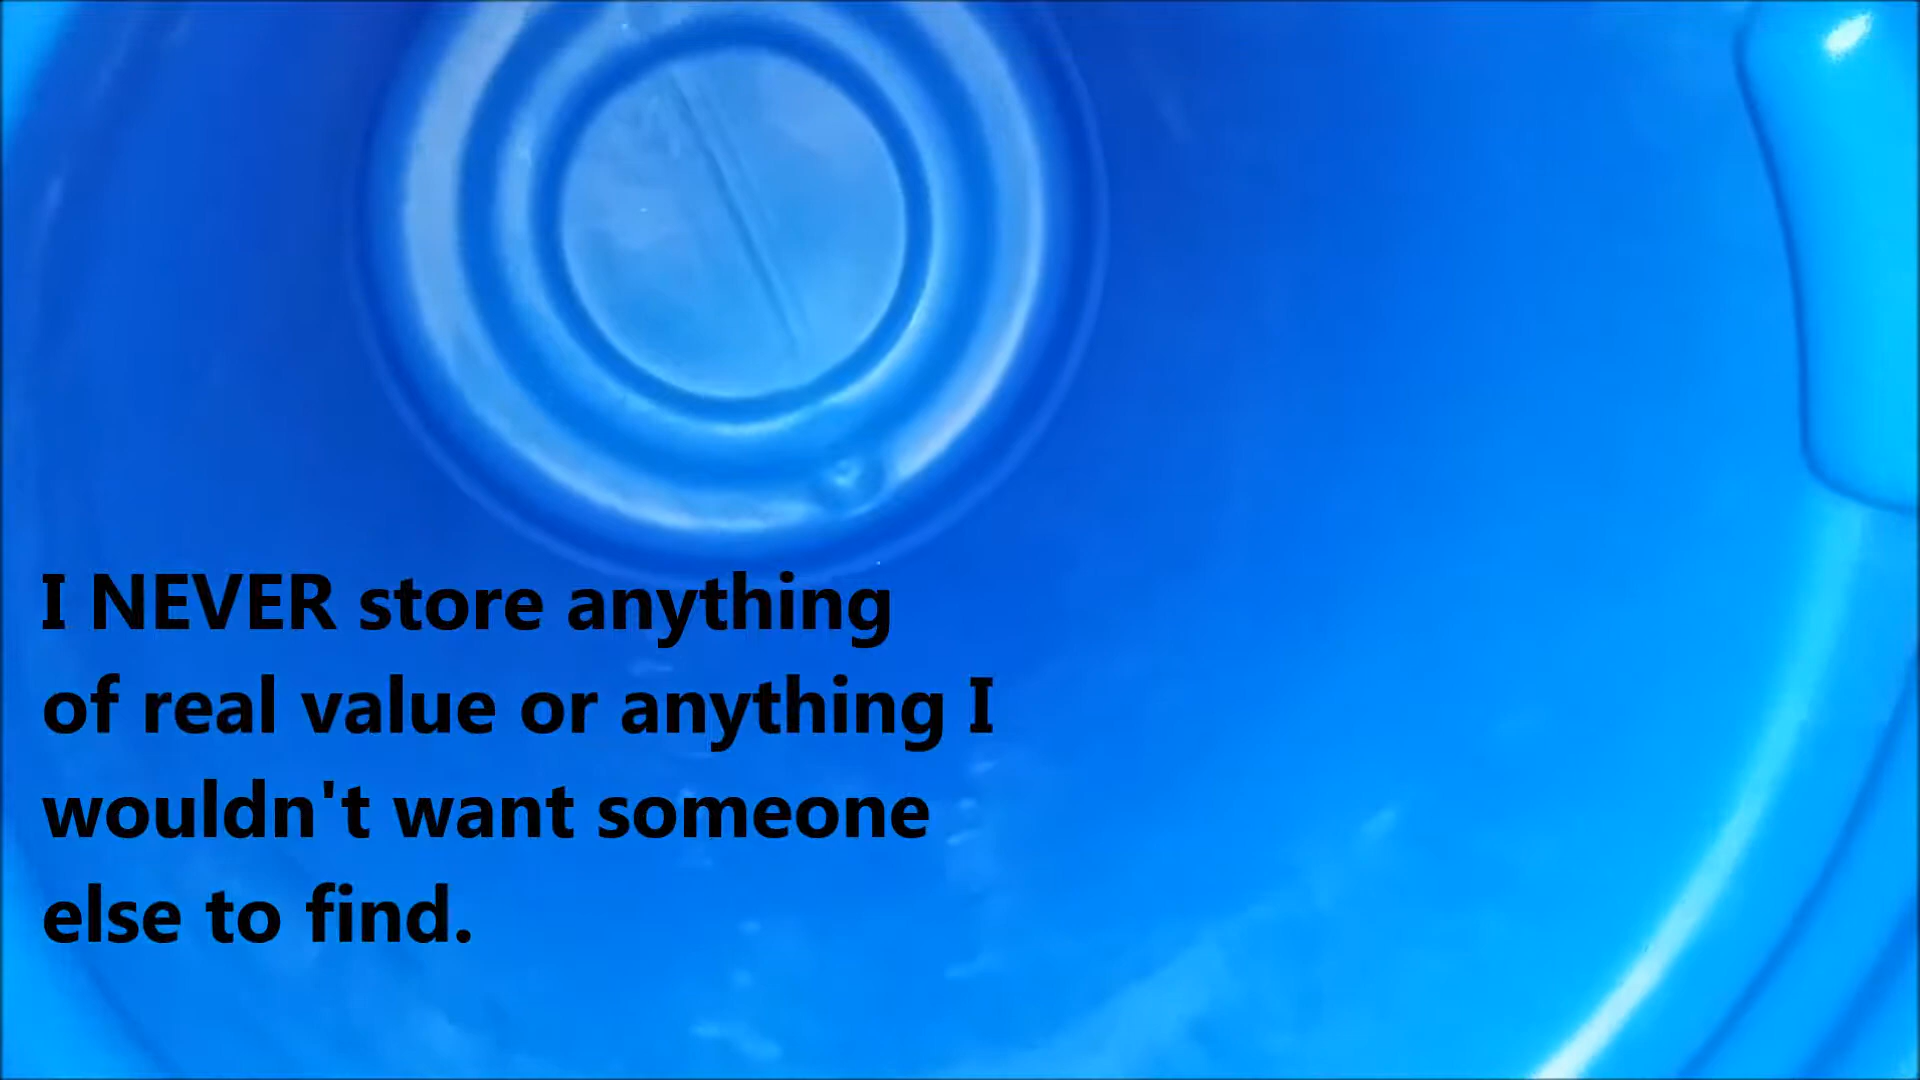 I NEVER store anything
of real value or anything I
wouldn't want someone
else to find.